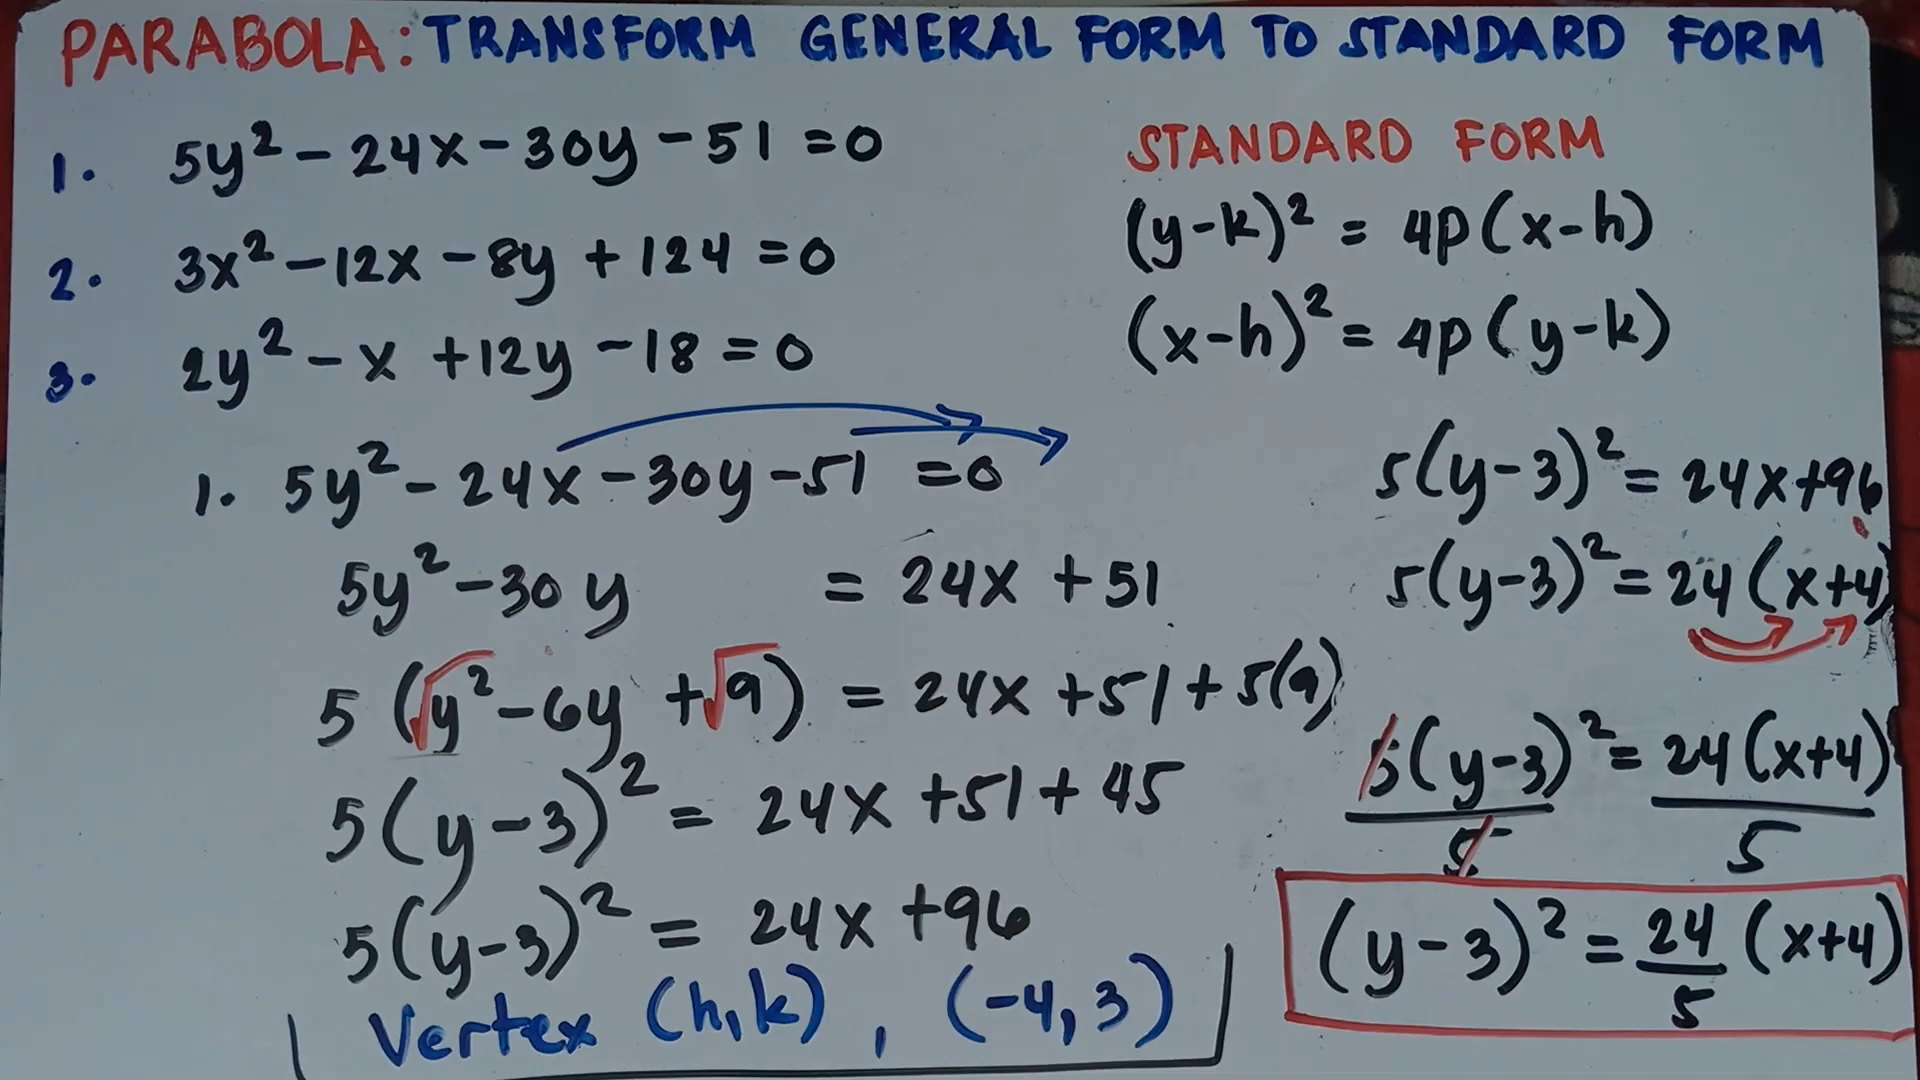 PARABOLA: TRANSFORM GENERAL FORM TO STANDARD FORM
1. 5y² - 24x - 30y - 51 = 0
2. 3x² - 12x - 8y + 124 = 0
3. 2y² - x + 12y - 18 = 0
STANDARD FORM
(y-k)² = 4p(x-h)
(x-h)² = 4p(y-k)
1. 5y² - 24x - 30y - 51 = 0
5y² - 30y = 24x + 51
5(√y² - 6y + √9) = 24x + 51 + 5(9)
5(y-3)² = 24x + 51 + 45
5(y-3)² = 24x + 96
Vertex (h,k), (-4,3)
5(y-3)² = 24x+96
5(y-3)² = 24(x+4)
5(y-3)²/5 = 24(x+4)/5
(y-3)² = 24/5 (x+4)